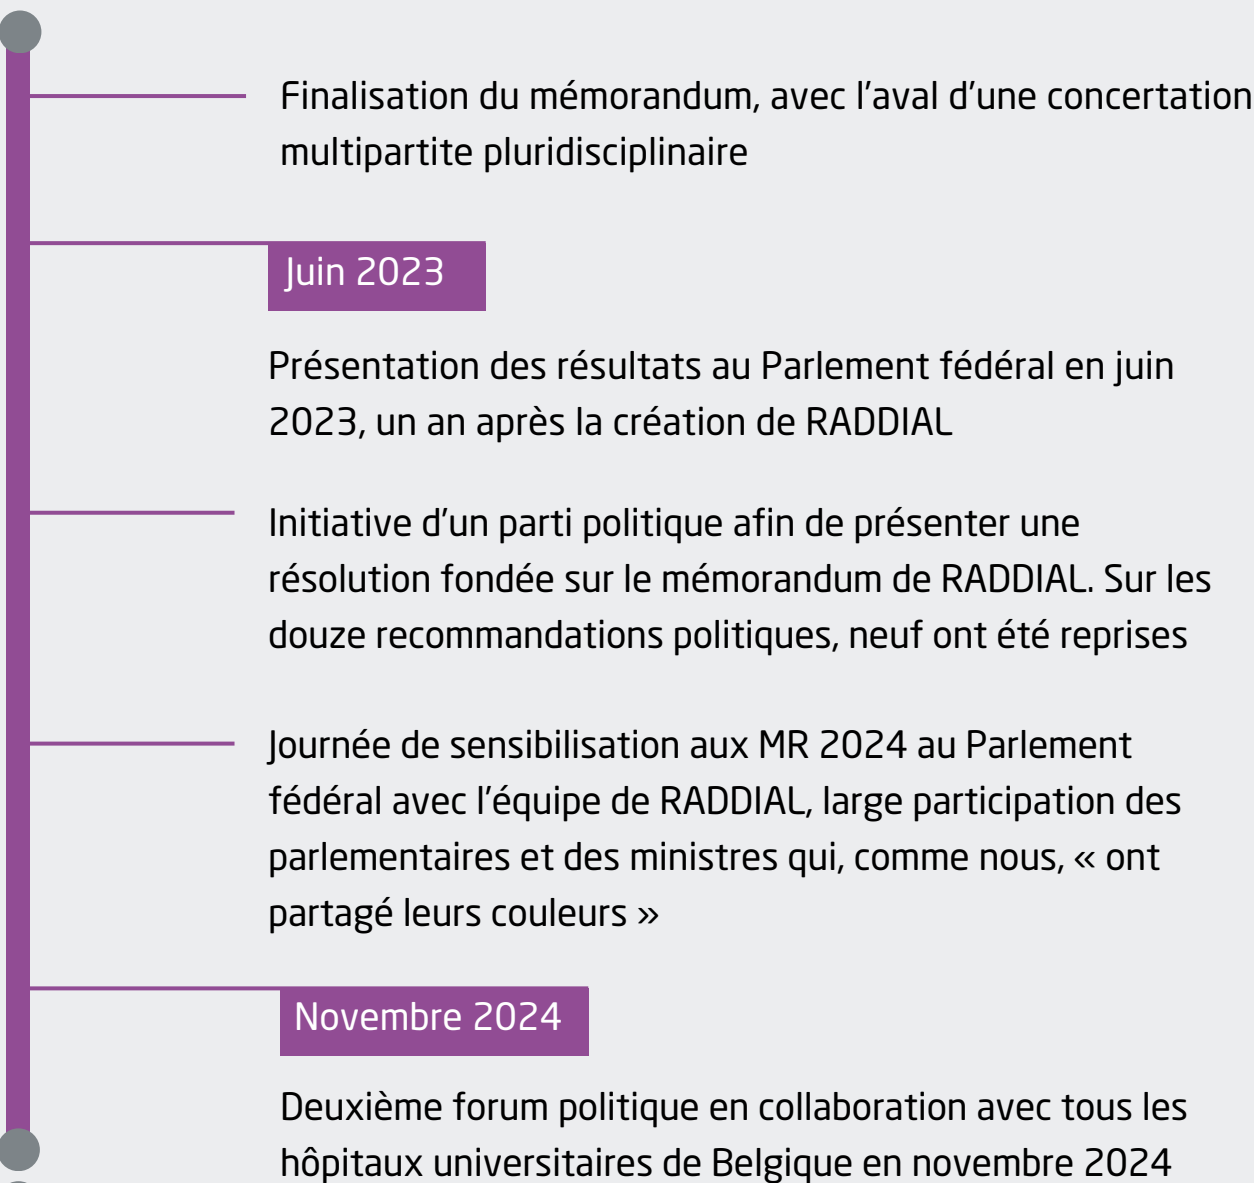 Finalisation du mémorandum, avec l’aval d’une concertation
multipartite pluridisciplinaire
Juin 2023
Présentation des résultats au Parlement fédéral en juin
2023, un an après la création de RADDIAL
Initiative d’un parti politique afin de présenter une
résolution fondée sur le mémorandum de RADDIAL. Sur les
douze recommandations politiques, neuf ont été reprises
Journée de sensibilisation aux MR 2024 au Parlement
fédéral avec l’équipe de RADDIAL, large participation des
parlementaires et des ministres qui, comme nous, « ont
partagé leurs couleurs »
Novembre 2024
Deuxième forum politique en collaboration avec tous les
hôpitaux universitaires de Belgique en novembre 2024